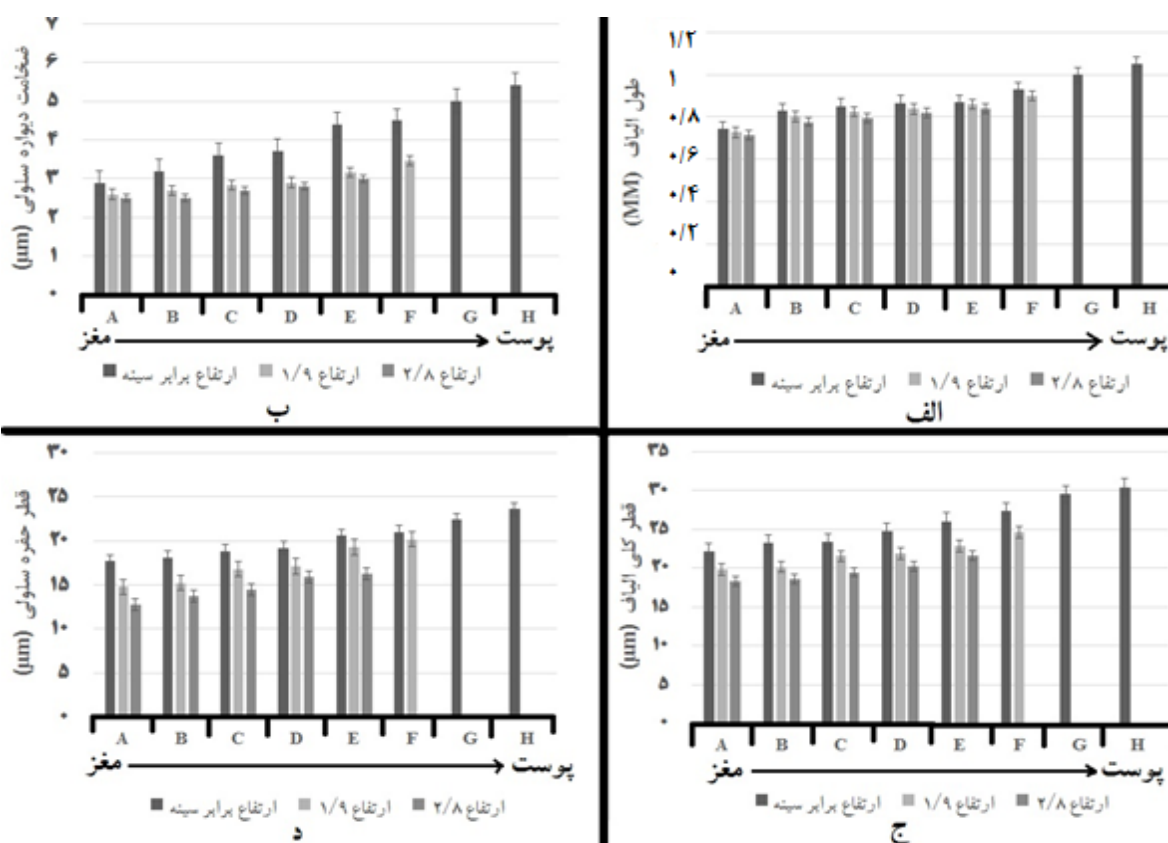 طول الیاف (MM)
۱/۲
۱
۰/۸
۰/۶
۰/۴
۰/۲
۰
A B C D E F G H
مغز پوست
ارتفاع برابر سینه ارتفاع ۱/۹ ارتفاع ۲/۸
الف
ضخامت دیواره سلولی (µm)
۷
۶
۵
۴
۳
۲
۱
۰
A B C D E F G H
مغز پوست
ارتفاع برابر سینه ارتفاع ۱/۹ ارتفاع ۲/۸
ب
قطر کلی الیاف (µm)
۳۵
۳۰
۲۵
۲۰
۱۵
۱۰
۵
۰
A B C D E F G H
مغز پوست
ارتفاع برابر سینه ارتفاع ۱/۹ ارتفاع ۲/۸
ج
قطر حفره سلولی (µm)
۳۰
۲۵
۲۰
۱۵
۱۰
۵
۰
A B C D E F G H
مغز پوست
ارتفاع برابر سینه ارتفاع ۱/۹ ارتفاع ۲/۸
د